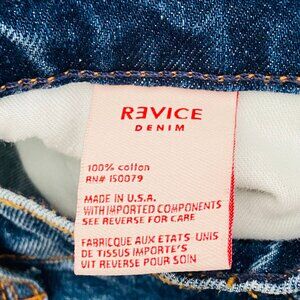 REVICE
DENIM
100% cotton
RN# 150079
MADE IN U.S.A.
WITH IMPORTED COMPONENTS
SEE REVERSE FOR CARE
FABRIQUE AUX ETATS-UNIS
DE TISSUS IMPORTE'S
VIT REVERSE POUR SOIN